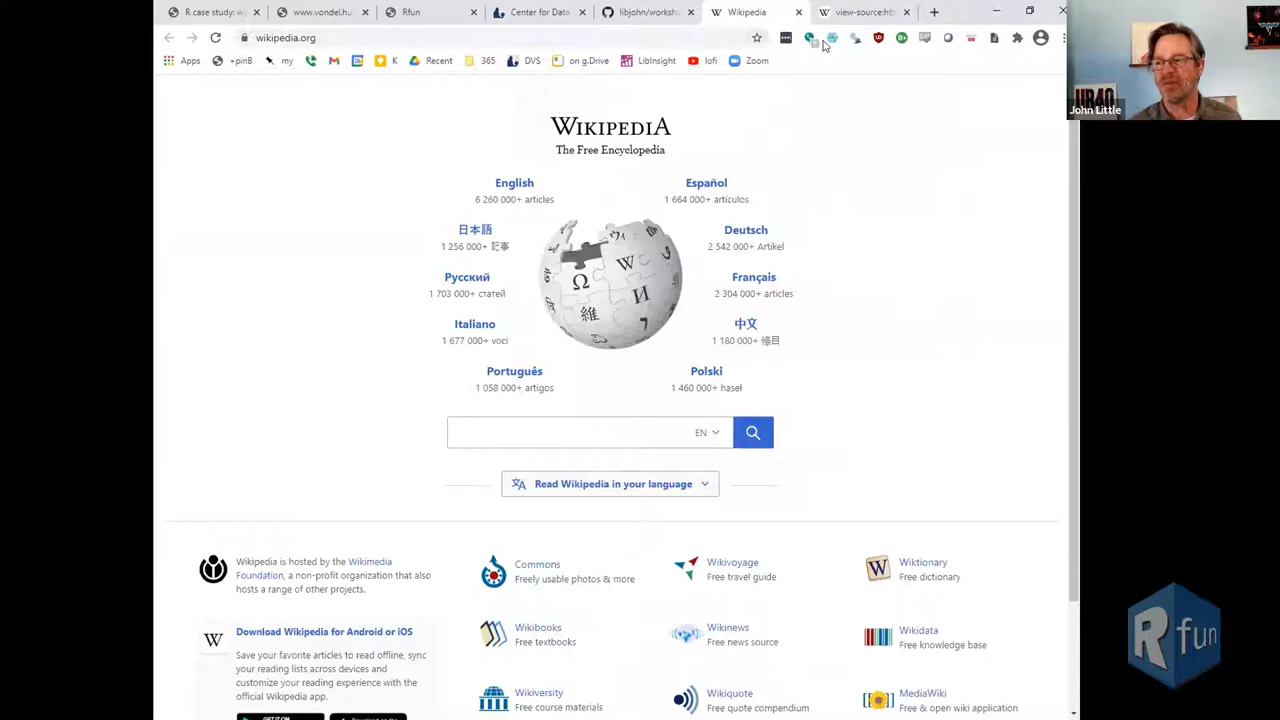 R case study: w
www.vondel.hu
Rfun
Center for Data
libjohn/worksh
Wikipedia
view-source:htt
wikipedia.org
Apps
+pinB
my
K
Recent
365
DVS
on g.Drive
LibInsight
lofi
Zoom
UB40
John Little
WIKIPEDIA
The Free Encyclopedia
English
6 260 000+ articles
Español
1 664 000+ artículos
日本語
1 256 000+ 記事
Deutsch
2 542 000+ Artikel
Русский
1 703 000+ статей
Français
2 304 000+ articles
Italiano
1 677 000+ voci
中文
1 180 000+ 條目
Português
1 058 000+ artigos
Polski
1 460 000+ haseł
Ω W И 維
EN
Read Wikipedia in your language
Wikipedia is hosted by the Wikimedia
Foundation, a non-profit organization that also
hosts a range of other projects.
W
Download Wikipedia for Android or iOS
Save your favorite articles to read offline, sync
your reading lists across devices and
customize your reading experience with the
official Wikipedia app.
GET IT ON
Commons
Freely usable photos & more
Wikivoyage
Free travel guide
Wiktionary
Free dictionary
Wikibooks
Free textbooks
Wikinews
Free news source
Wikidata
Free knowledge base
Wikiversity
Free course materials
Wikiquote
Free quote compendium
MediaWiki
Free & open wiki application
R fun